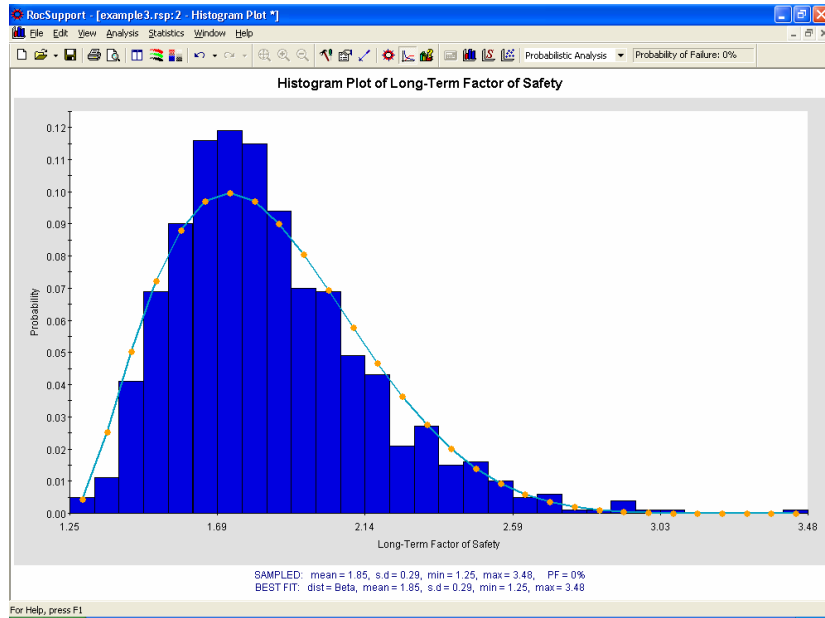 RocSupport - [example3.rsp:2 - Histogram Plot *]
File Edit View Analysis Statistics Window Help
Probabilistic Analysis Probability of Failure: 0%
Histogram Plot of Long-Term Factor of Safety
Probability
0.12
0.11
0.10
0.09
0.08
0.07
0.06
0.05
0.04
0.03
0.02
0.01
0.00
1.25 1.69 2.14 2.59 3.03 3.48
Long-Term Factor of Safety
SAMPLED: mean = 1.85, s.d = 0.29, min = 1.25, max = 3.48, PF = 0%
BEST FIT: dist = Beta, mean = 1.85, s.d = 0.29, min = 1.25, max = 3.48
For Help, press F1